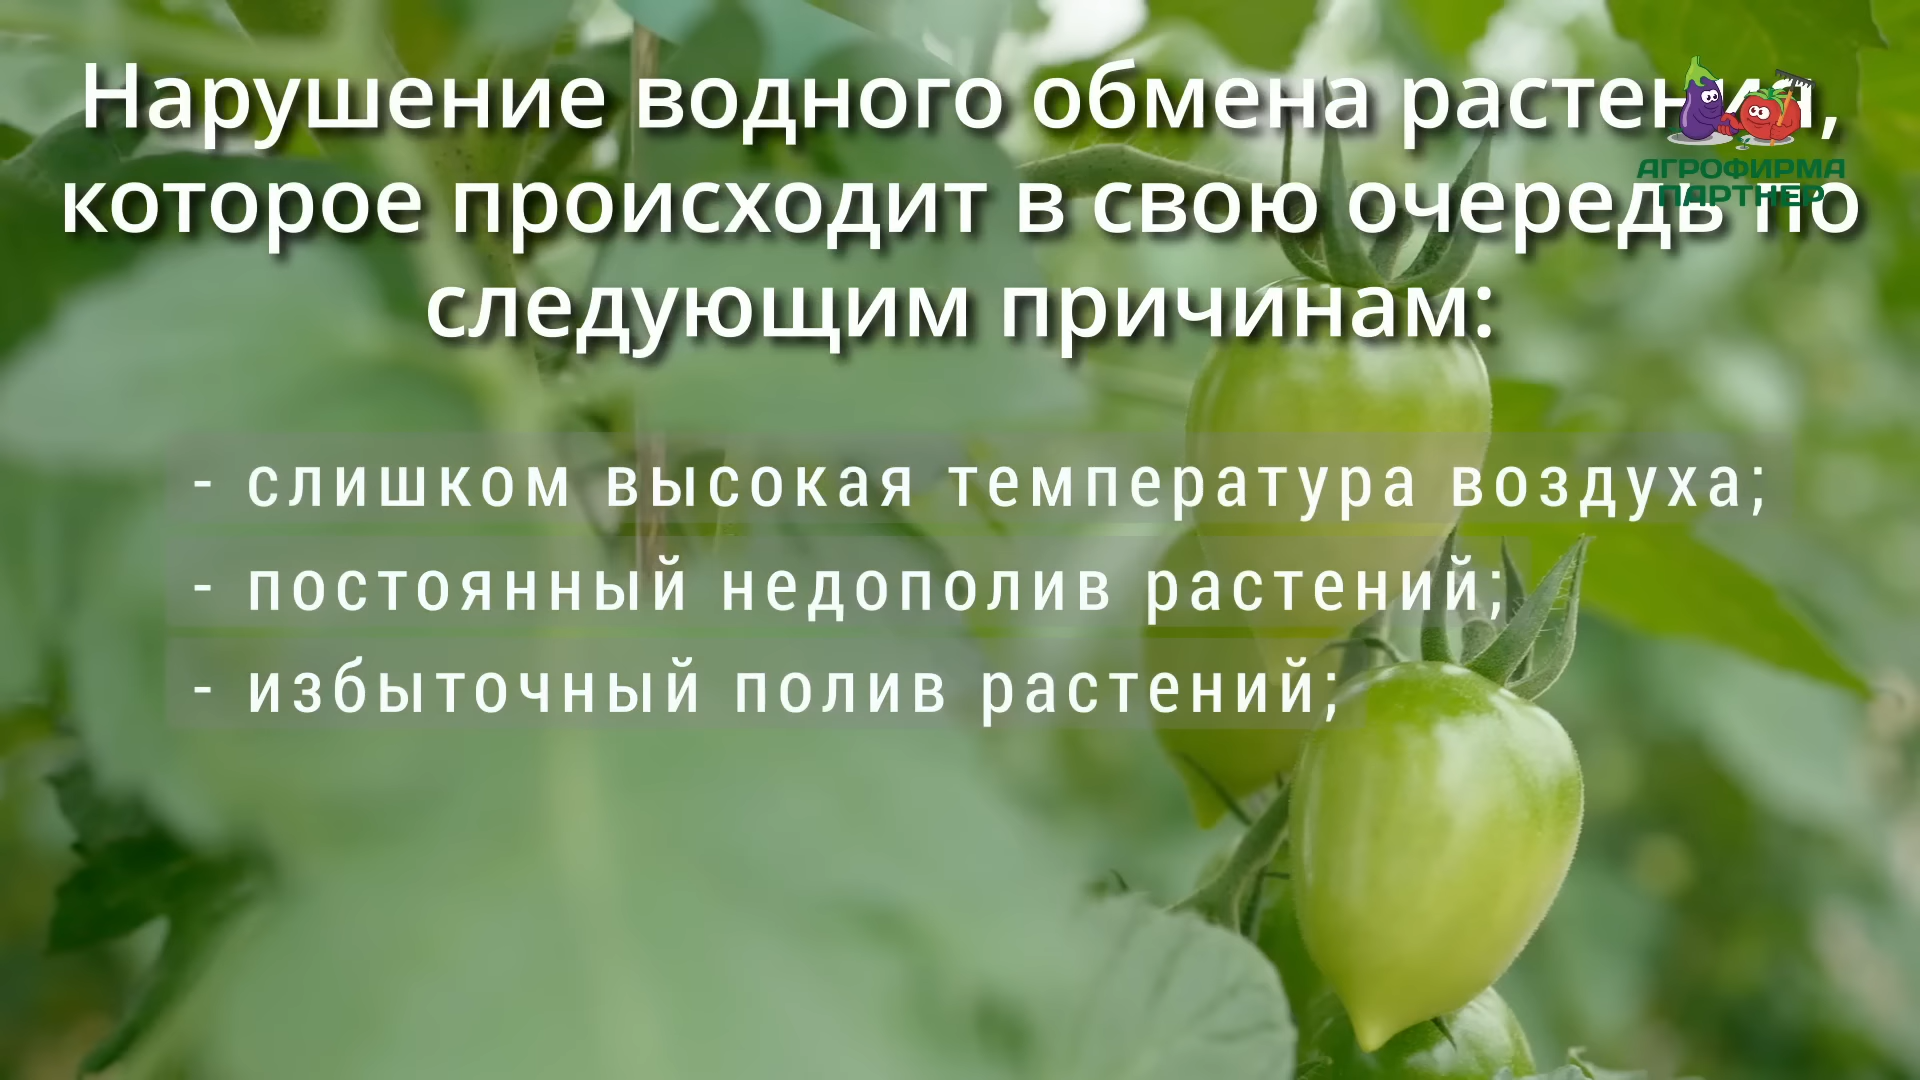 Нарушение водного обмена растения,
которое происходит в свою очередь по
следующим причинам:
- слишком высокая температура воздуха;
- постоянный недополив растений;
- избыточный полив растений;
АГРОФИРМА
ПАРТНЕР